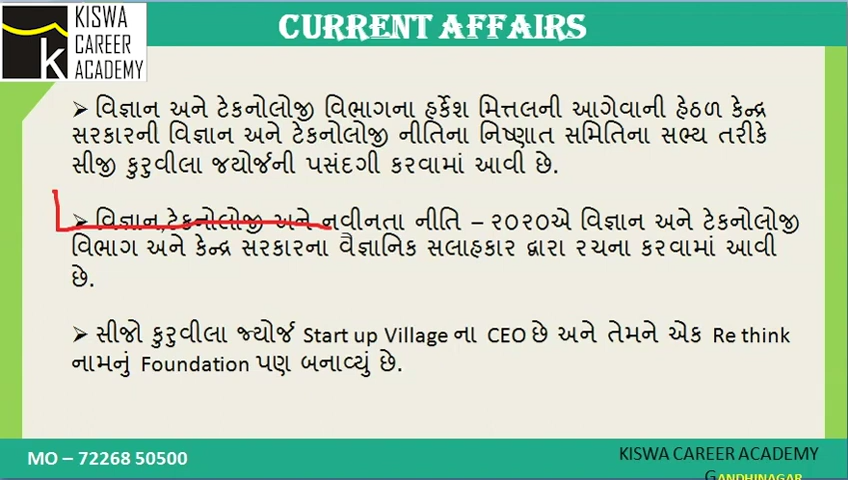 KISWA
CAREER
ACADEMY
k
CURRENT AFFAIRS
➢ વિજ્ઞાન અને ટેકનોલોજી વિભાગના હર્કેશ મિત્તલની આગેવાની હેઠળ કેન્દ્ર
સરકારની વિજ્ઞાન અને ટેકનોલોજી નીતિના નિષ્ણાત સમિતિના સભ્ય તરીકે
સીજી કુરુવીલા જયોર્જની પસંદગી કરવામાં આવી છે.
➢ વિજ્ઞાન,ટેકનોલોજી અને નવીનતા નીતિ – ૨૦૨૦એ વિજ્ઞાન અને ટેકનોલોજી
વિભાગ અને કેન્દ્ર સરકારના વૈજ્ઞાનિક સલાહકાર દ્વારા રચના કરવામાં આવી
છે.
➢ સીજો કુરુવીલા જ્યોર્જ Start up Village ના CEO છે અને તેમને એક Re think
નામનું Foundation પણ બનાવ્યું છે.
MO – 72268 50500
KISWA CAREER ACADEMY
GANDHINAGAR